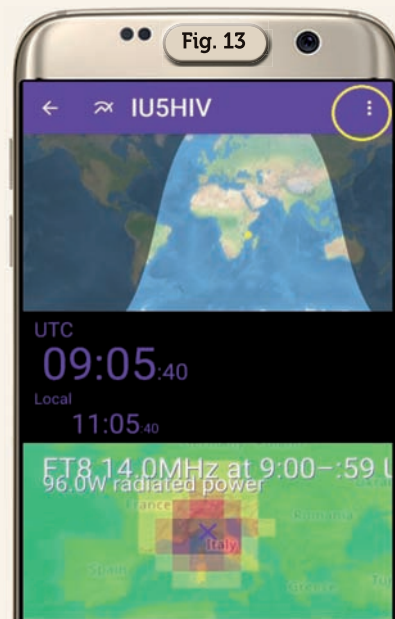 Fig. 13
IU5HIV
UTC
09:05:40
Local
11:05:40
FT8 14.0MHz at 9:00–:59 U
96.0W radiated power
France
Romania
Italy
Spain
Greece
Tur